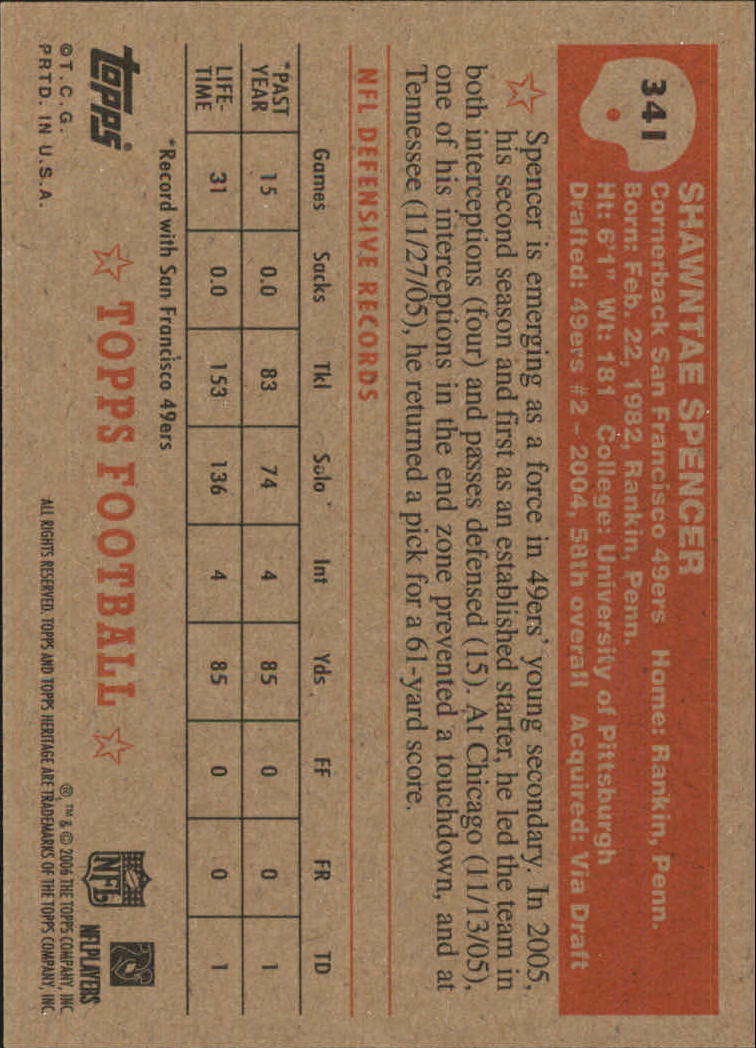 341
SHAWNTAE SPENCER
Cornerback San Francisco 49ers Home: Rankin, Penn.
Born: Feb. 22, 1982, Rankin, Penn.
Ht: 6'1" Wt: 181 College: University of Pittsburgh
Drafted: 49ers #2 – 2004, 58th overall Acquired: Via Draft
Spencer is emerging as a force in 49ers' young secondary. In 2005,
his second season and first as an established starter, he led the team in
both interceptions (four) and passes defensed (15). At Chicago (11/13/05),
one of his interceptions in the end zone prevented a touchdown, and at
Tennessee (11/27/05), he returned a pick for a 61-yard score.
NFL DEFENSIVE RECORDS
Games Sacks Tkl Solo Int Yds FF FR TD
*PAST YEAR 15 0.0 83 74 4 85 0 0 1
LIFE-TIME 31 0.0 153 136 4 85 0 0 1
*Record with San Francisco 49ers
topps®
TOPPS FOOTBALL
©T.C.G.
PRTD. IN U.S.A.
NFL
NFLPLAYERS
®, ™ & © 2006 THE TOPPS COMPANY, INC.
ALL RIGHTS RESERVED. TOPPS AND TOPPS HERITAGE ARE TRADEMARKS OF THE TOPPS COMPANY, INC.